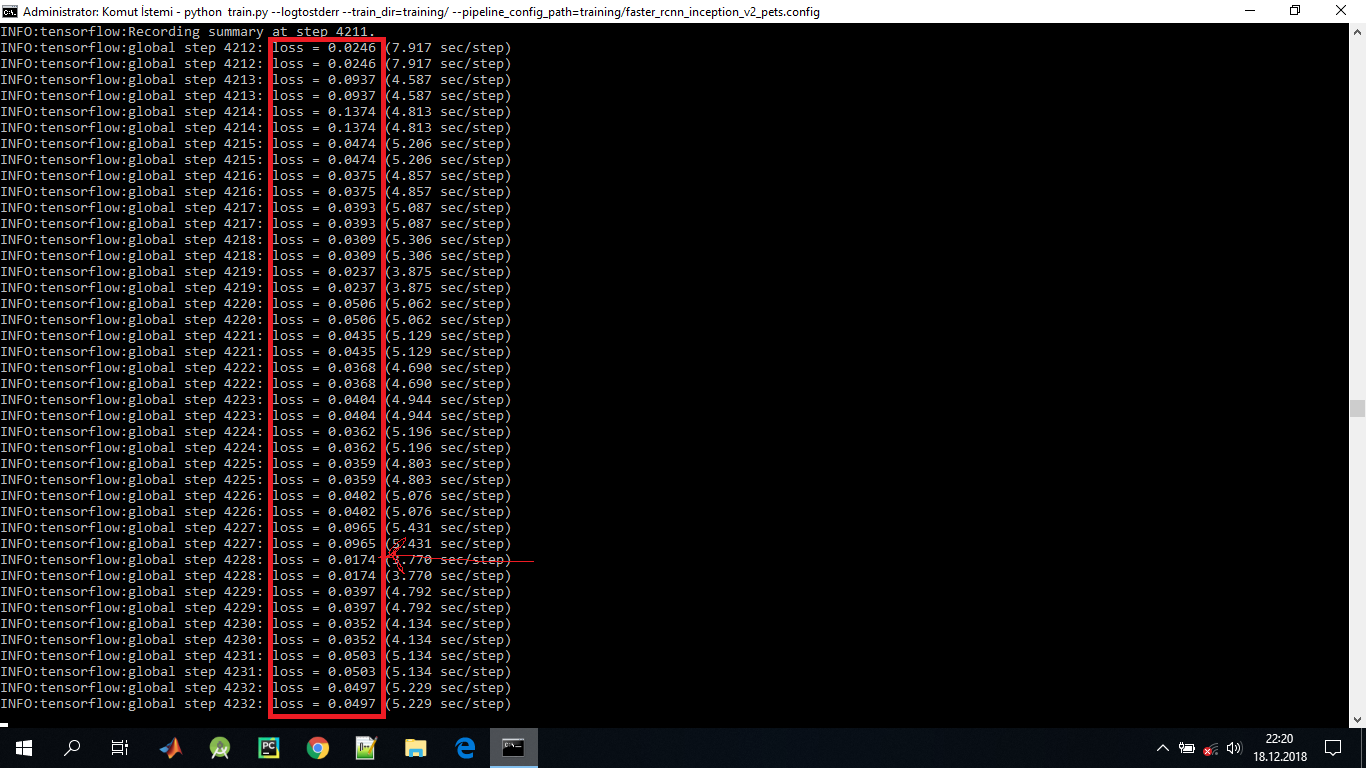 Administrator: Komut İstemi - python train.py --logtostderr --train_dir=training/ --pipeline_config_path=training/faster_rcnn_inception_v2_pets.config
INFO:tensorflow:Recording summary at step 4211.
INFO:tensorflow:global step 4212: loss = 0.0246 (7.917 sec/step)
INFO:tensorflow:global step 4212: loss = 0.0246 (7.917 sec/step)
INFO:tensorflow:global step 4213: loss = 0.0937 (4.587 sec/step)
INFO:tensorflow:global step 4213: loss = 0.0937 (4.587 sec/step)
INFO:tensorflow:global step 4214: loss = 0.1374 (4.813 sec/step)
INFO:tensorflow:global step 4214: loss = 0.1374 (4.813 sec/step)
INFO:tensorflow:global step 4215: loss = 0.0474 (5.206 sec/step)
INFO:tensorflow:global step 4215: loss = 0.0474 (5.206 sec/step)
INFO:tensorflow:global step 4216: loss = 0.0375 (4.857 sec/step)
INFO:tensorflow:global step 4216: loss = 0.0375 (4.857 sec/step)
INFO:tensorflow:global step 4217: loss = 0.0393 (5.087 sec/step)
INFO:tensorflow:global step 4217: loss = 0.0393 (5.087 sec/step)
INFO:tensorflow:global step 4218: loss = 0.0309 (5.306 sec/step)
INFO:tensorflow:global step 4218: loss = 0.0309 (5.306 sec/step)
INFO:tensorflow:global step 4219: loss = 0.0237 (3.875 sec/step)
INFO:tensorflow:global step 4219: loss = 0.0237 (3.875 sec/step)
INFO:tensorflow:global step 4220: loss = 0.0506 (5.062 sec/step)
INFO:tensorflow:global step 4220: loss = 0.0506 (5.062 sec/step)
INFO:tensorflow:global step 4221: loss = 0.0435 (5.129 sec/step)
INFO:tensorflow:global step 4221: loss = 0.0435 (5.129 sec/step)
INFO:tensorflow:global step 4222: loss = 0.0368 (4.690 sec/step)
INFO:tensorflow:global step 4222: loss = 0.0368 (4.690 sec/step)
INFO:tensorflow:global step 4223: loss = 0.0404 (4.944 sec/step)
INFO:tensorflow:global step 4223: loss = 0.0404 (4.944 sec/step)
INFO:tensorflow:global step 4224: loss = 0.0362 (5.196 sec/step)
INFO:tensorflow:global step 4224: loss = 0.0362 (5.196 sec/step)
INFO:tensorflow:global step 4225: loss = 0.0359 (4.803 sec/step)
INFO:tensorflow:global step 4225: loss = 0.0359 (4.803 sec/step)
INFO:tensorflow:global step 4226: loss = 0.0402 (5.076 sec/step)
INFO:tensorflow:global step 4226: loss = 0.0402 (5.076 sec/step)
INFO:tensorflow:global step 4227: loss = 0.0965 (5.431 sec/step)
INFO:tensorflow:global step 4227: loss = 0.0965 (5.431 sec/step)
INFO:tensorflow:global step 4228: loss = 0.0174 (3.770 sec/step)
INFO:tensorflow:global step 4228: loss = 0.0174 (3.770 sec/step)
INFO:tensorflow:global step 4229: loss = 0.0397 (4.792 sec/step)
INFO:tensorflow:global step 4229: loss = 0.0397 (4.792 sec/step)
INFO:tensorflow:global step 4230: loss = 0.0352 (4.134 sec/step)
INFO:tensorflow:global step 4230: loss = 0.0352 (4.134 sec/step)
INFO:tensorflow:global step 4231: loss = 0.0503 (5.134 sec/step)
INFO:tensorflow:global step 4231: loss = 0.0503 (5.134 sec/step)
INFO:tensorflow:global step 4232: loss = 0.0497 (5.229 sec/step)
INFO:tensorflow:global step 4232: loss = 0.0497 (5.229 sec/step)
22:20
18.12.2018